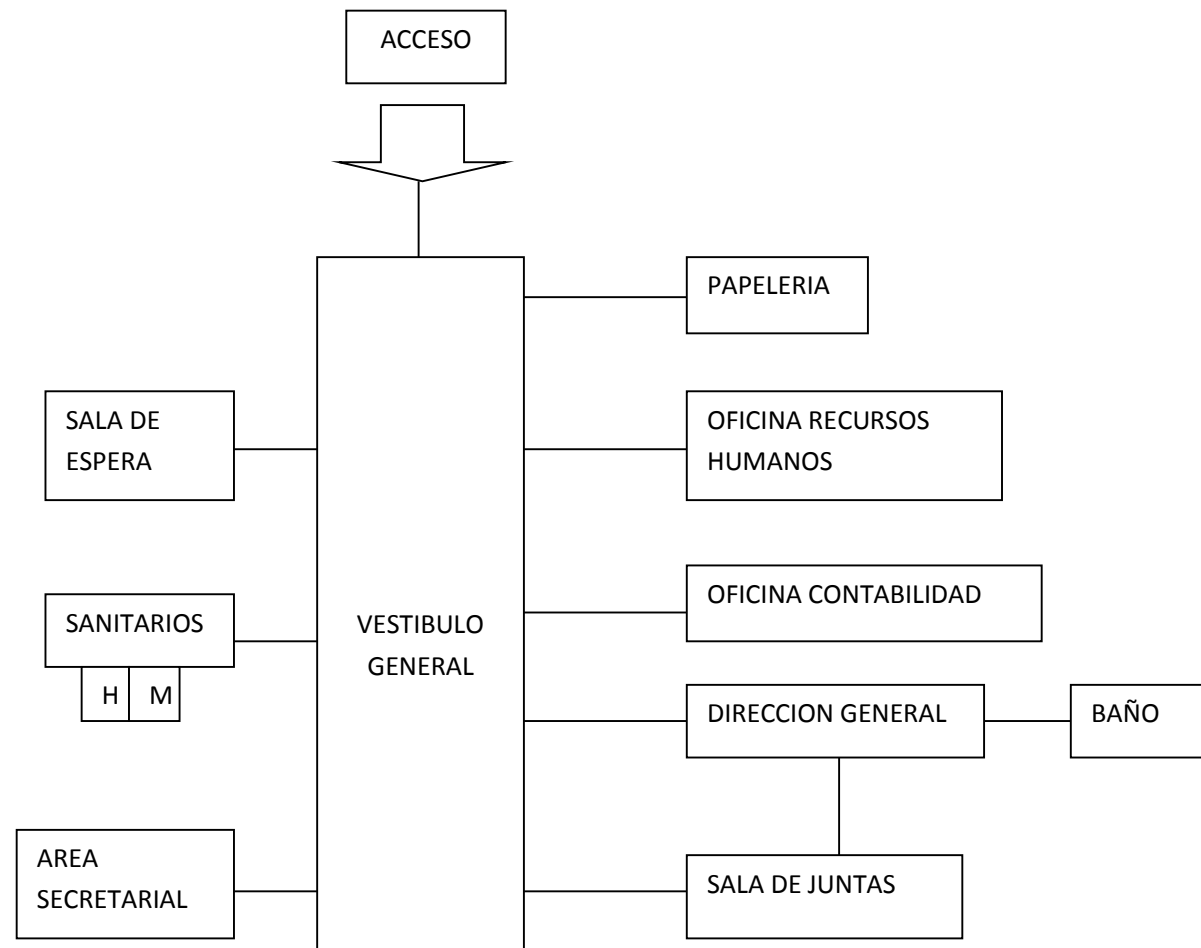 ACCESO
PAPELERIA
SALA DE
ESPERA
OFICINA RECURSOS
HUMANOS
OFICINA CONTABILIDAD
SANITARIOS
H M
VESTIBULO
GENERAL
DIRECCION GENERAL
BAÑO
AREA
SECRETARIAL
SALA DE JUNTAS